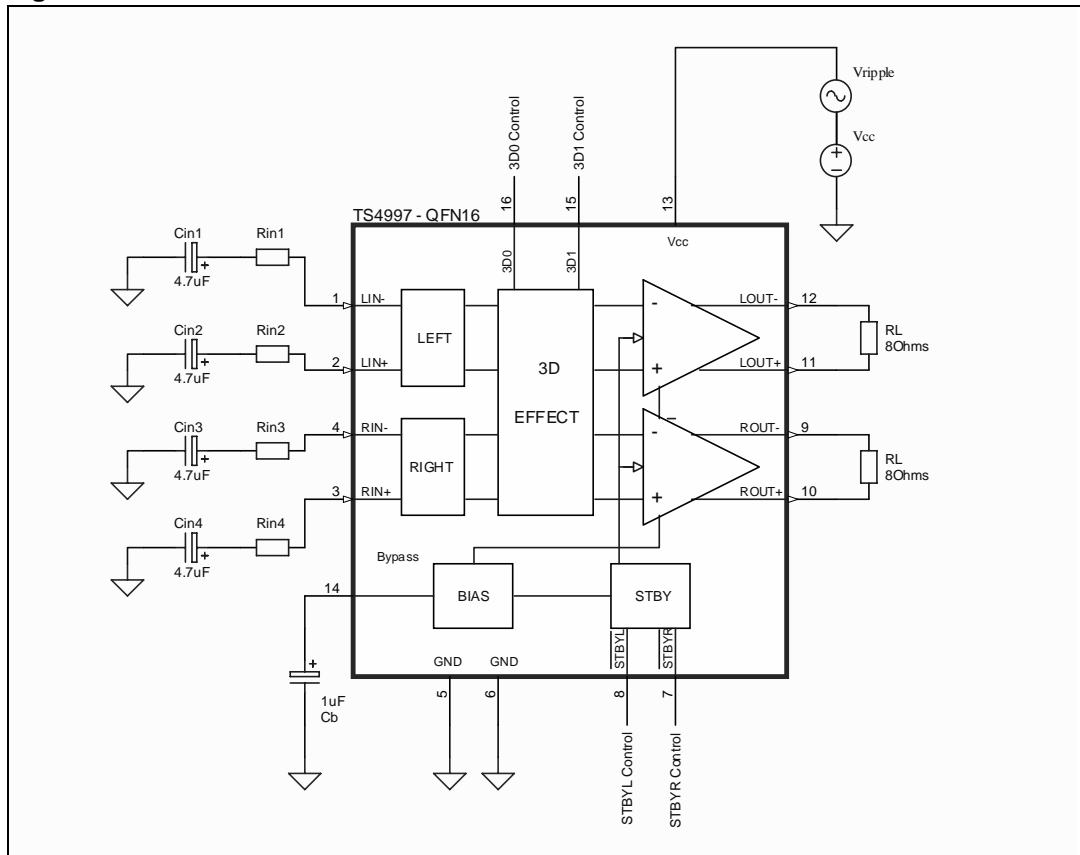 Vripple
Vcc
3D0 Control
3D1 Control
16
15
13
TS4997 - QFN16
Vcc
3D0
3D1
Cin1
Rin1
4.7uF
1
LIN-
LOUT-
12
Cin2
Rin2
LEFT
RL
8Ohms
4.7uF
2
LIN+
3D
LOUT+
11
EFFECT
Cin3
Rin3
4
RIN-
ROUT-
9
4.7uF
RIGHT
RL
8Ohms
3
RIN+
ROUT+
10
Cin4
Rin4
4.7uF
Bypass
14
BIAS
STBY
STBYL
STBYR
GND
GND
1uF
Cb
5
6
8
7
STBYL Control
STBYR Control